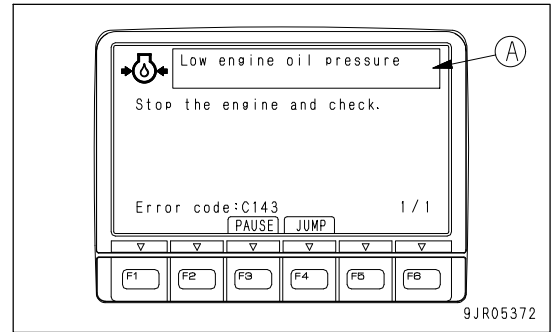 Low engine oil pressure
A
Stop the engine and check.
Error code:C143 1/1
PAUSE JUMP
F1 F2 F3 F4 F5 F6
9JR05372